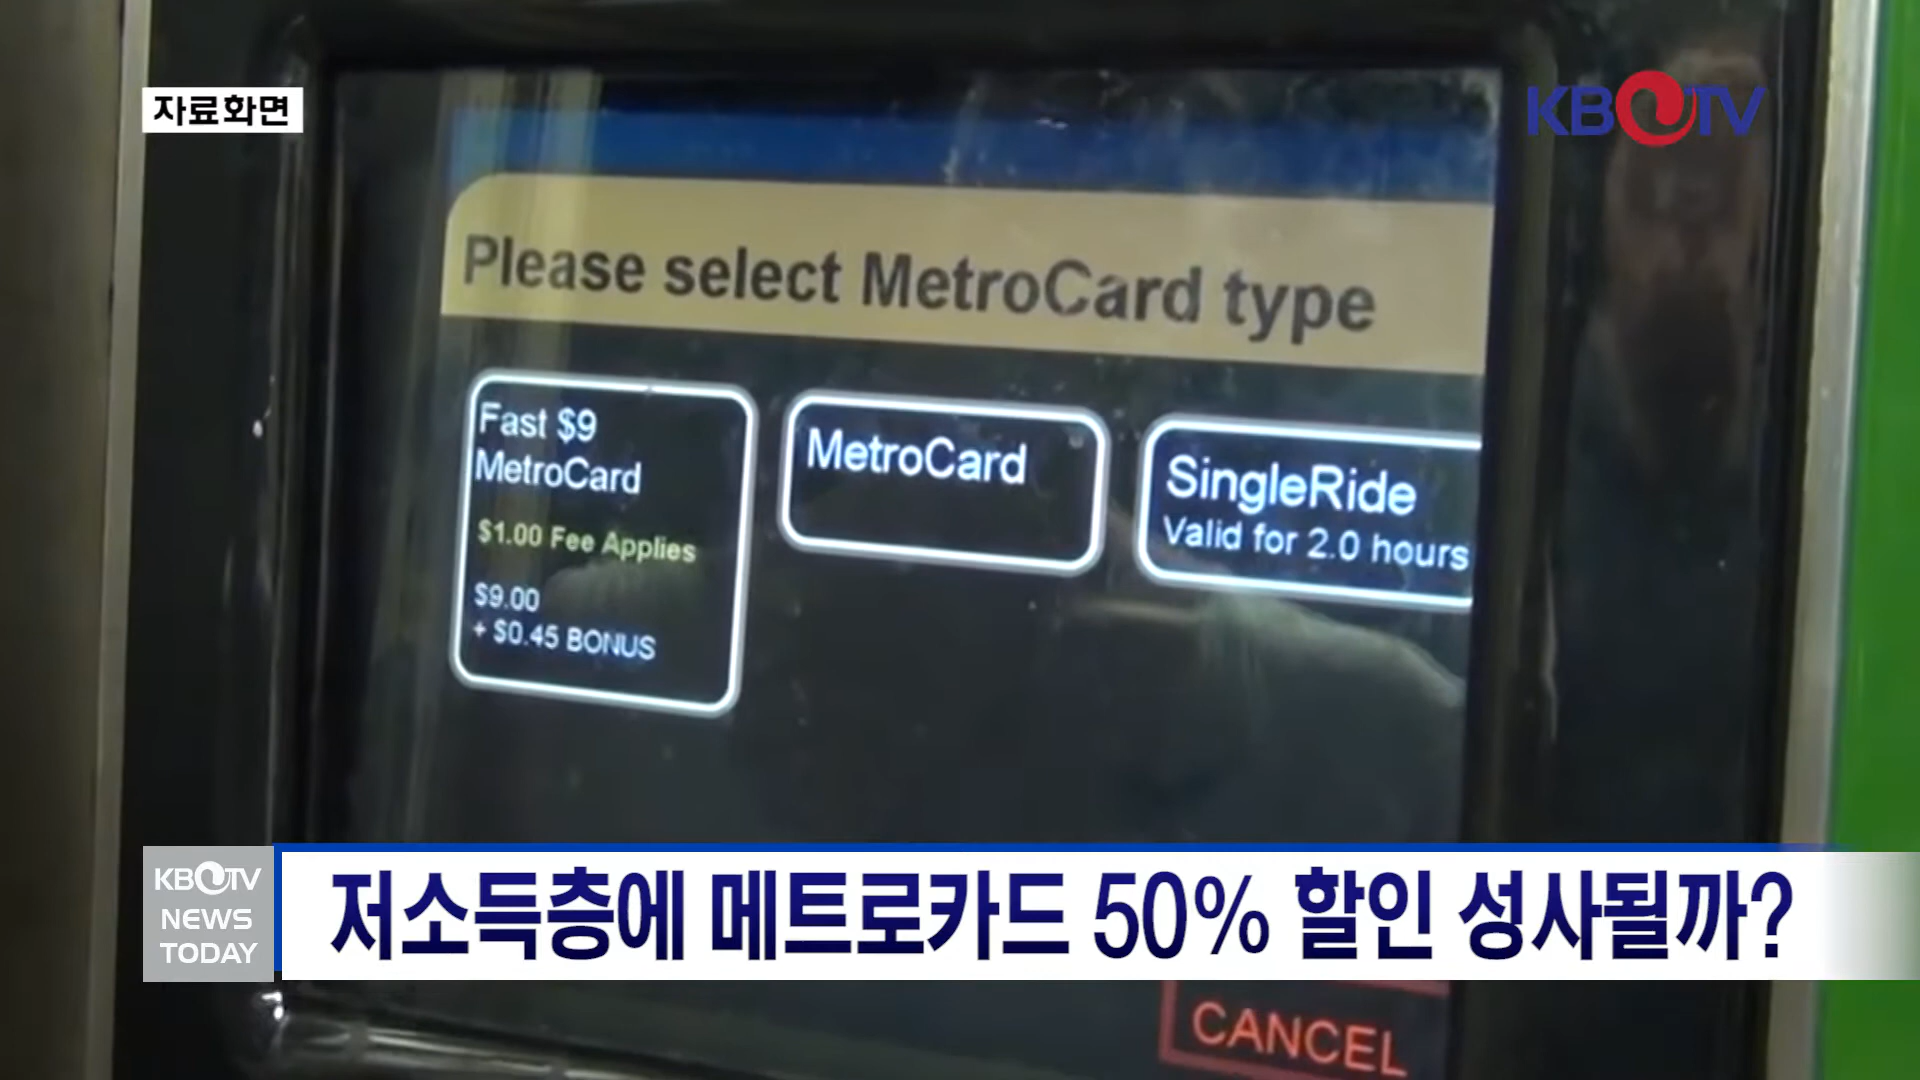 자료화면
KBTV
Please select MetroCard type
Fast $9
MetroCard
$1.00 Fee Applies
$9.00
+ $0.45 BONUS
MetroCard
SingleRide
Valid for 2.0 hours
KBTV
NEWS
TODAY
저소득층에 메트로카드 50% 할인 성사될까?
CANCEL